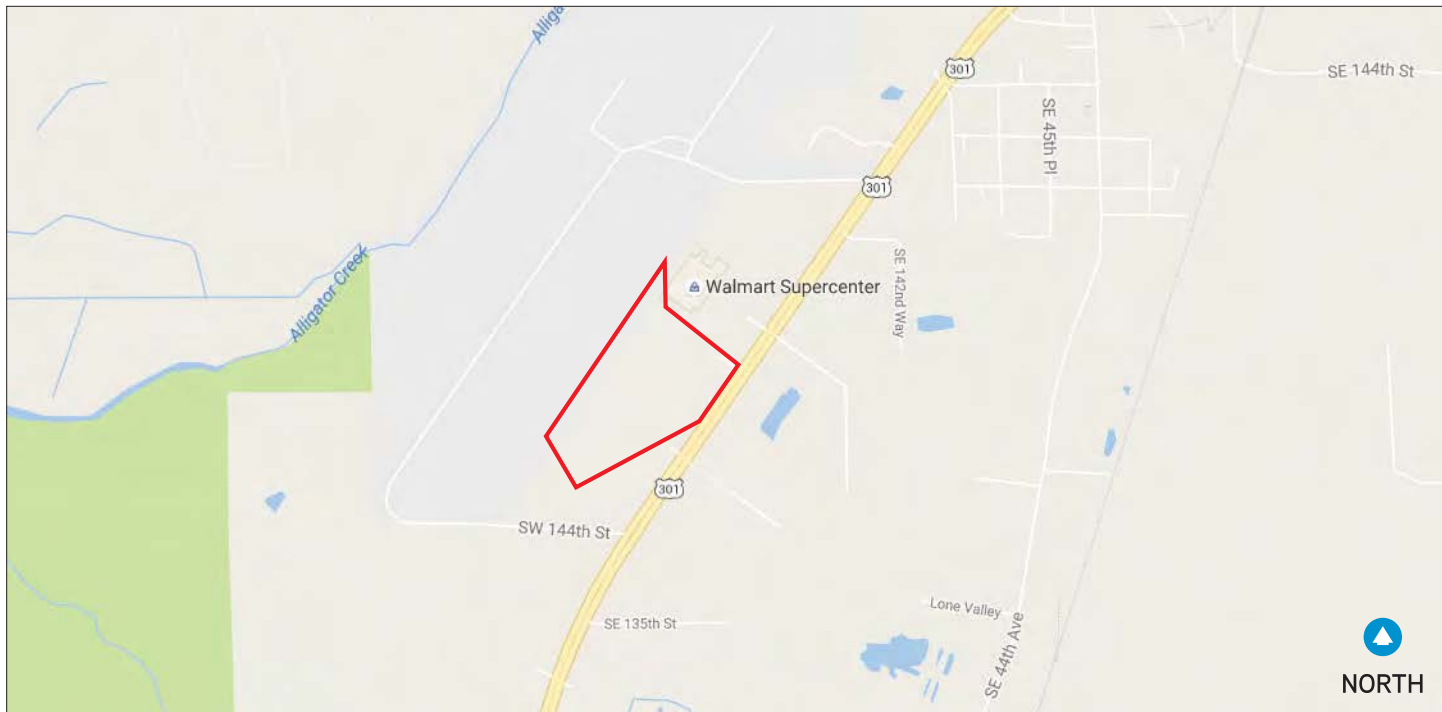 Alligator
301
SE 144th St
SE 45th Pl
301
Alligator Creek
SE 142nd Way
Walmart Supercenter
301
SW 144th St
Lone Valley
SE 135th St
SE 44th Ave
NORTH